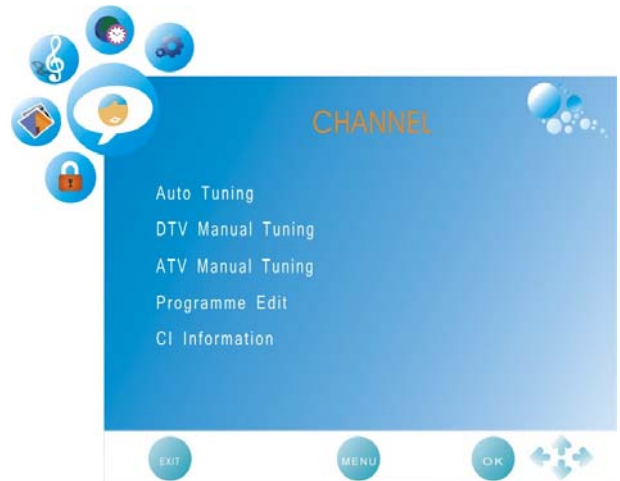 CHANNEL
Auto Tuning
DTV Manual Tuning
ATV Manual Tuning
Programme Edit
CI Information
EXIT
MENU
OK